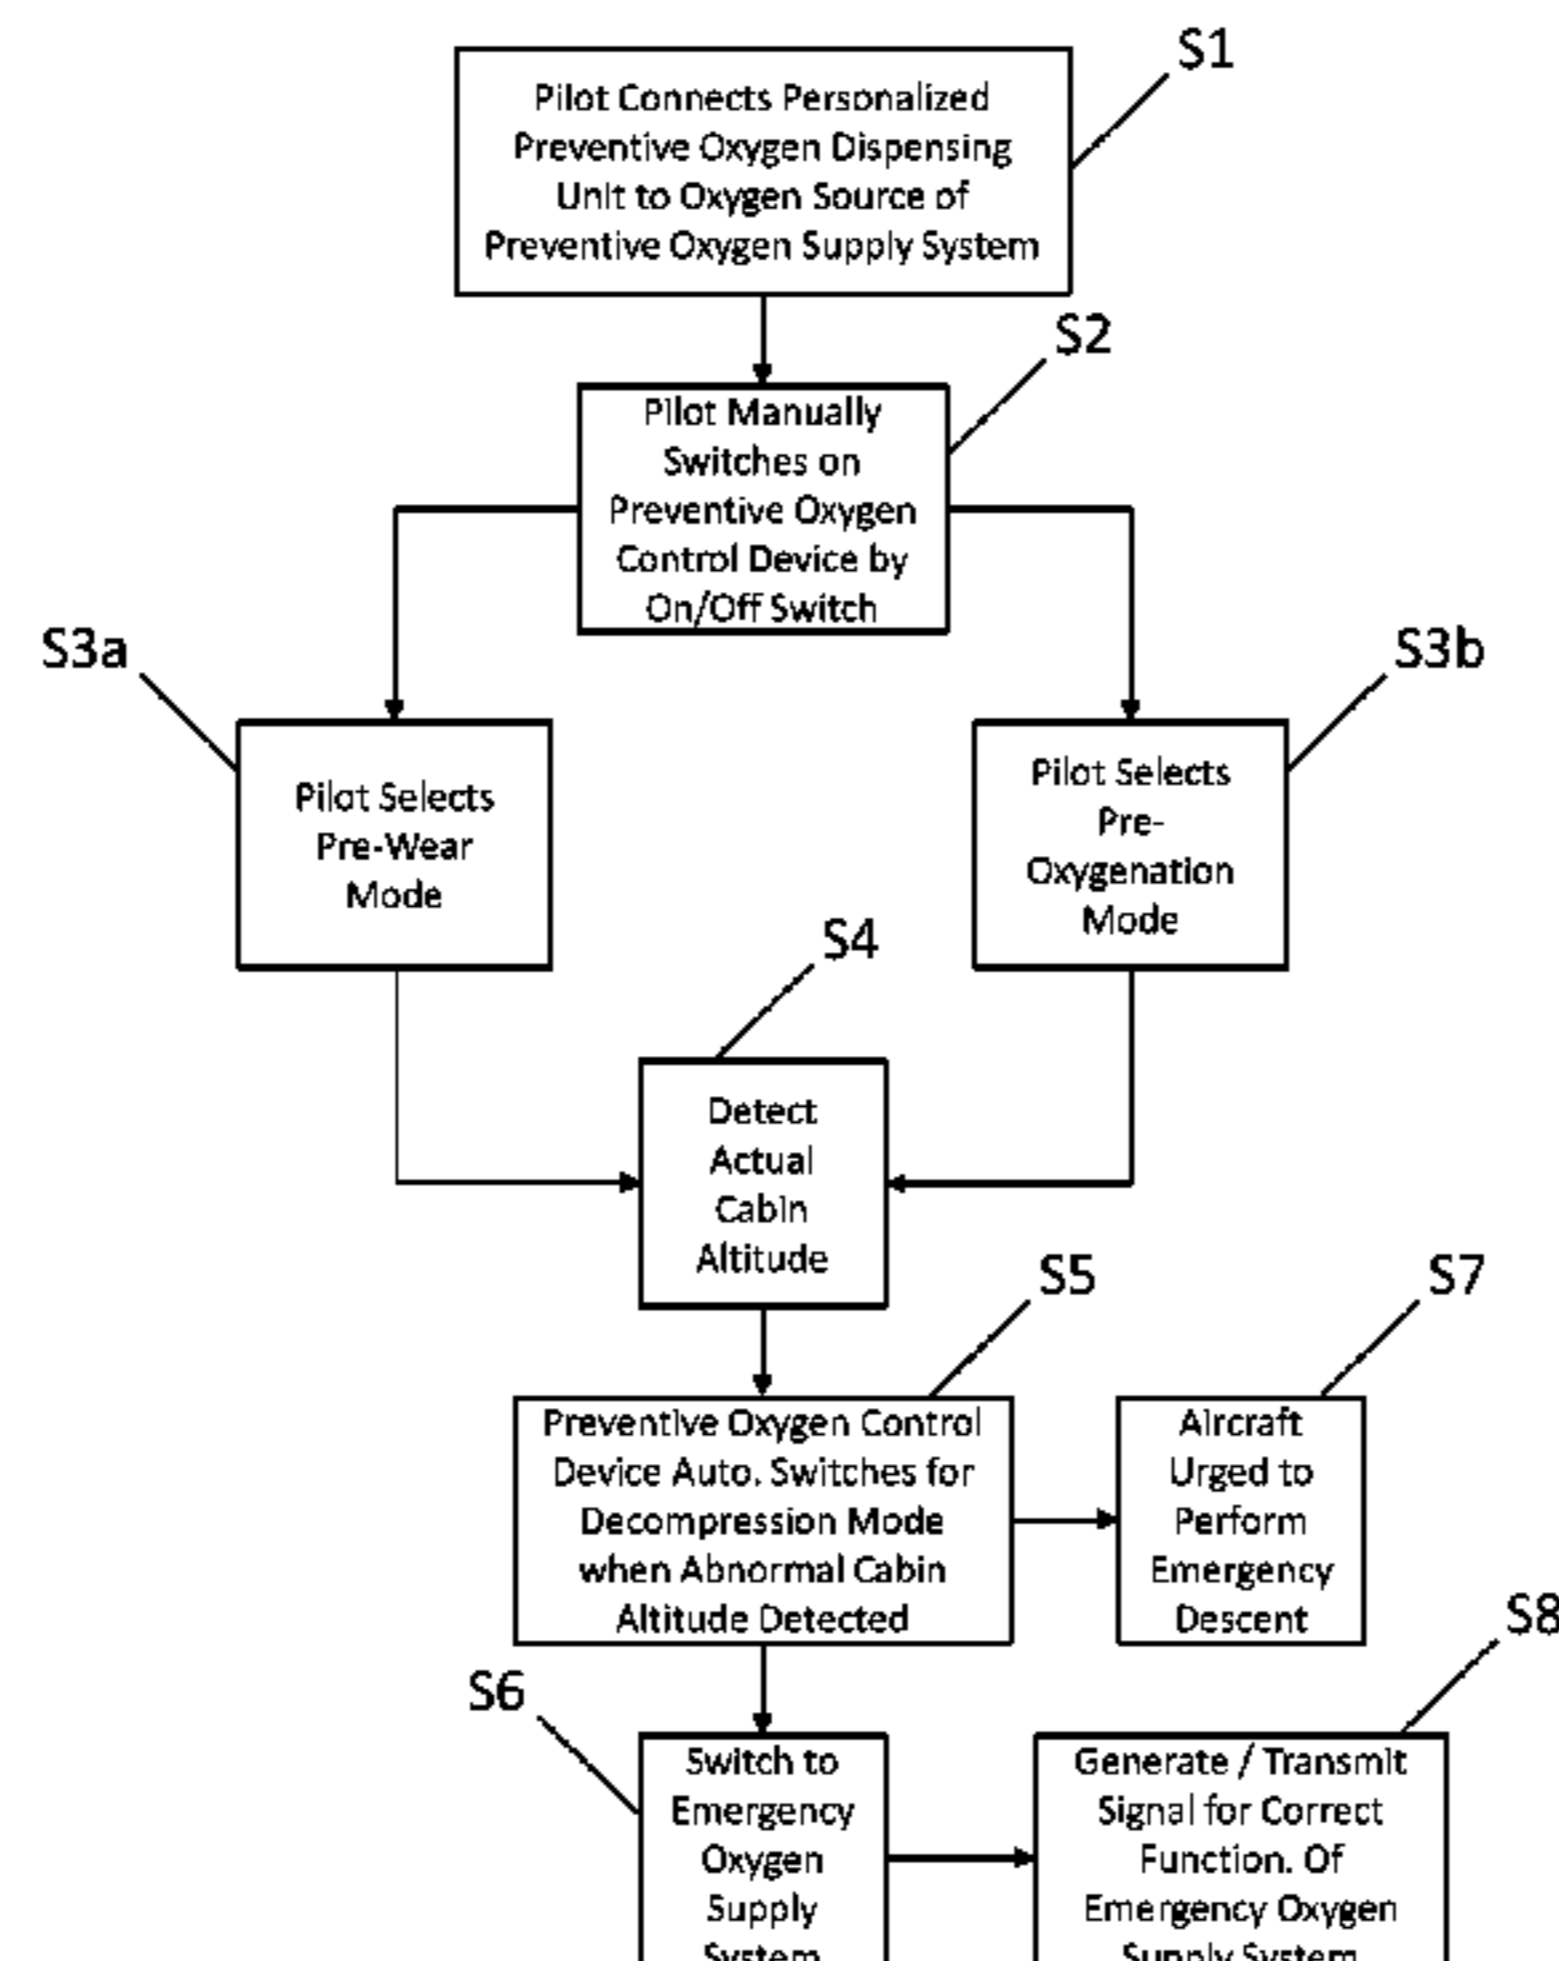 S1
Pilot Connects Personalized
Preventive Oxygen Dispensing
Unit to Oxygen Source of
Preventive Oxygen Supply System
S2
Pilot Manually
Switches on
Preventive Oxygen
Control Device by
On/Off Switch
S3a
S3b
Pilot Selects
Pre-Wear
Mode
Pilot Selects
Pre-
Oxygenation
Mode
S4
Detect
Actual
Cabin
Altitude
S5
S7
Preventive Oxygen Control
Device Auto. Switches for
Decompression Mode
when Abnormal Cabin
Altitude Detected
Aircraft
Urged to
Perform
Emergency
Descent
S6
S8
Switch to
Emergency
Oxygen
Supply
System
Generate / Transmit
Signal for Correct
Function. Of
Emergency Oxygen
Supply System